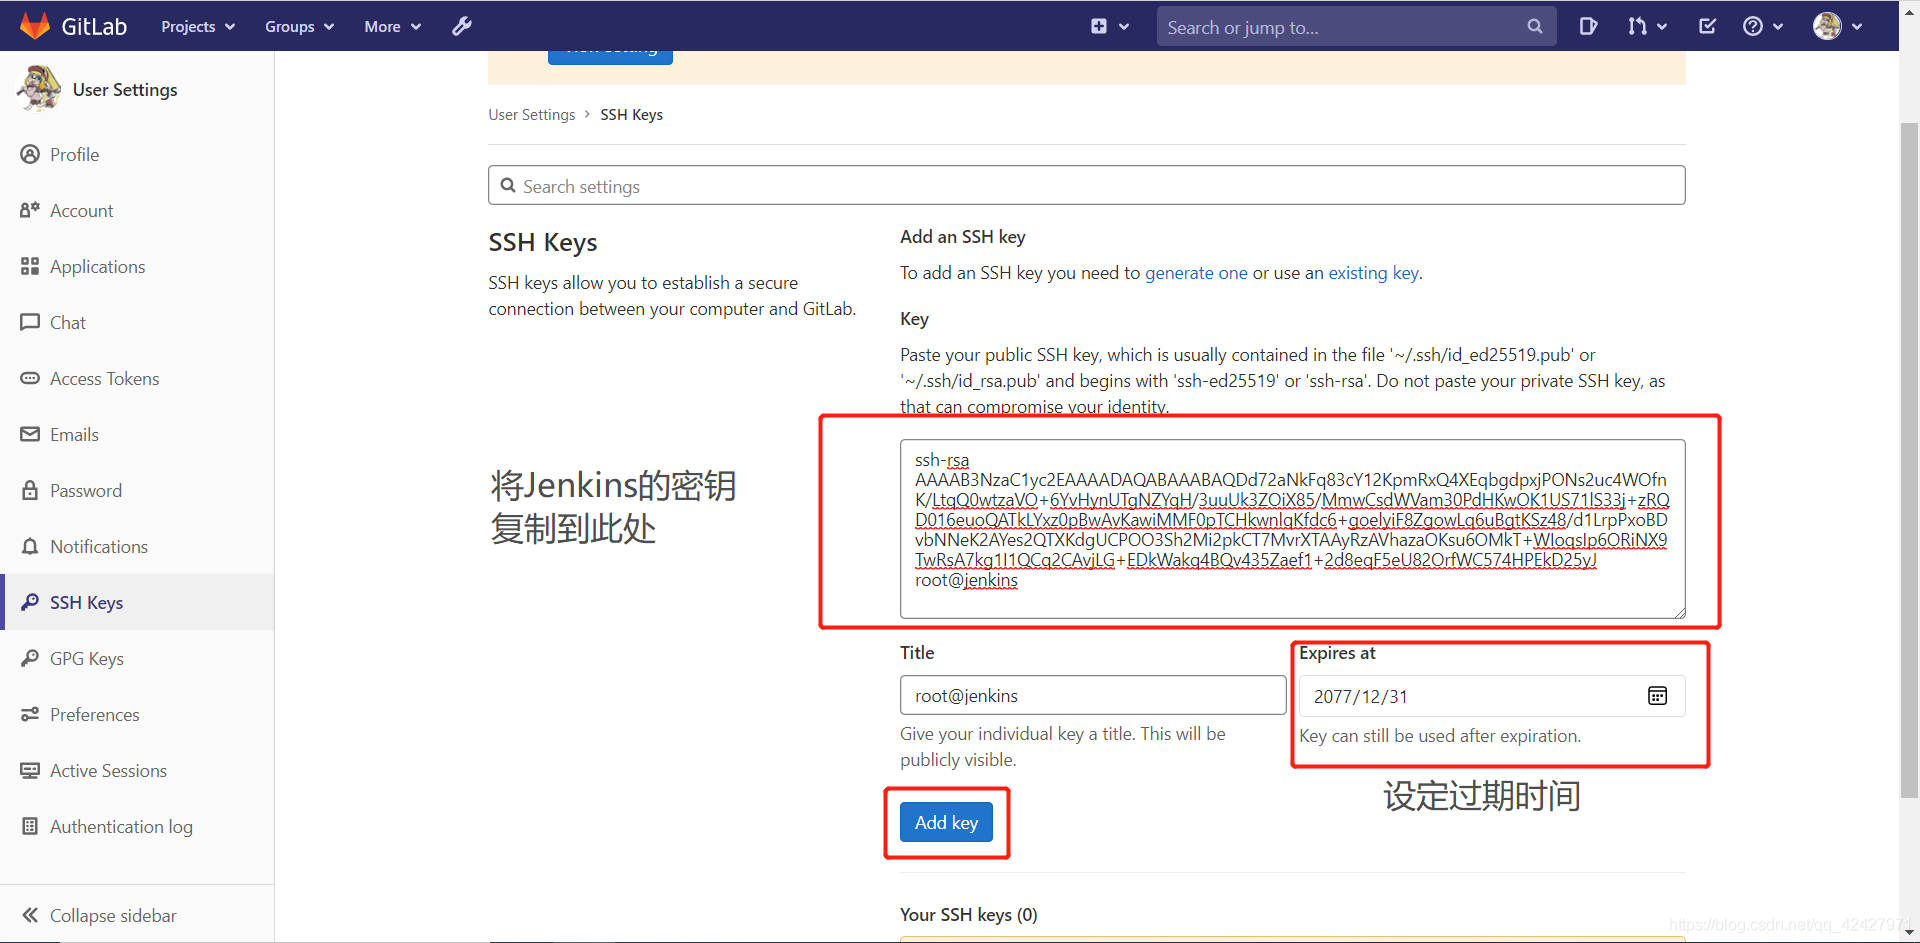 GitLab
Projects
Groups
More
Search or jump to...
User Settings
User Settings > SSH Keys
Search settings
Profile
Account
Applications
Chat
Access Tokens
Emails
Password
Notifications
SSH Keys
GPG Keys
Preferences
Active Sessions
Authentication log
Collapse sidebar
SSH Keys
SSH keys allow you to establish a secure
connection between your computer and GitLab.
Add an SSH key
To add an SSH key you need to generate one or use an existing key.
Key
Paste your public SSH key, which is usually contained in the file '~/.ssh/id_ed25519.pub' or
'~/.ssh/id_rsa.pub' and begins with 'ssh-ed25519' or 'ssh-rsa'. Do not paste your private SSH key, as
that can compromise your identity.
将Jenkins的密钥
复制到此处
ssh-rsa
AAAAB3NzaC1yc2EAAAADAQABAAABAQDd72aNkFq83cY12KpmRxQ4XEqbgdpxjPONs2uc4WOfn
K/LtqQ0wtzaVO+6YvHynUTgNZYqH/3uuUk3ZOiX85/MmwCsdWVam30PdHKwOK1US71lS33j+zRQ
D016euoQATkLYxz0pBwAvKawiMMF0pTCHkwnlqKfdc6+goelyiF8ZgowLg6uBgtKSz48/d1LrpPxoBD
vbNNeK2AYes2QTXKdgUCPOO3Sh2Mi2pkCT7MvrXTAAyRzAVhazaOKsu6OMkT+WIoqsIp6ORiNX9
TwRsA7kg1I1QCq2CAvjLG+EDkWakq4BQv435Zaef1+2d8eqF5eU82OrfWC574HPEkD25yJ
root@jenkins
Title
root@jenkins
Give your individual key a title. This will be
publicly visible.
Expires at
2077/12/31
Key can still be used after expiration.
设定过期时间
Add key
Your SSH keys (0)
https://blog.csdn.net/qq_42427971